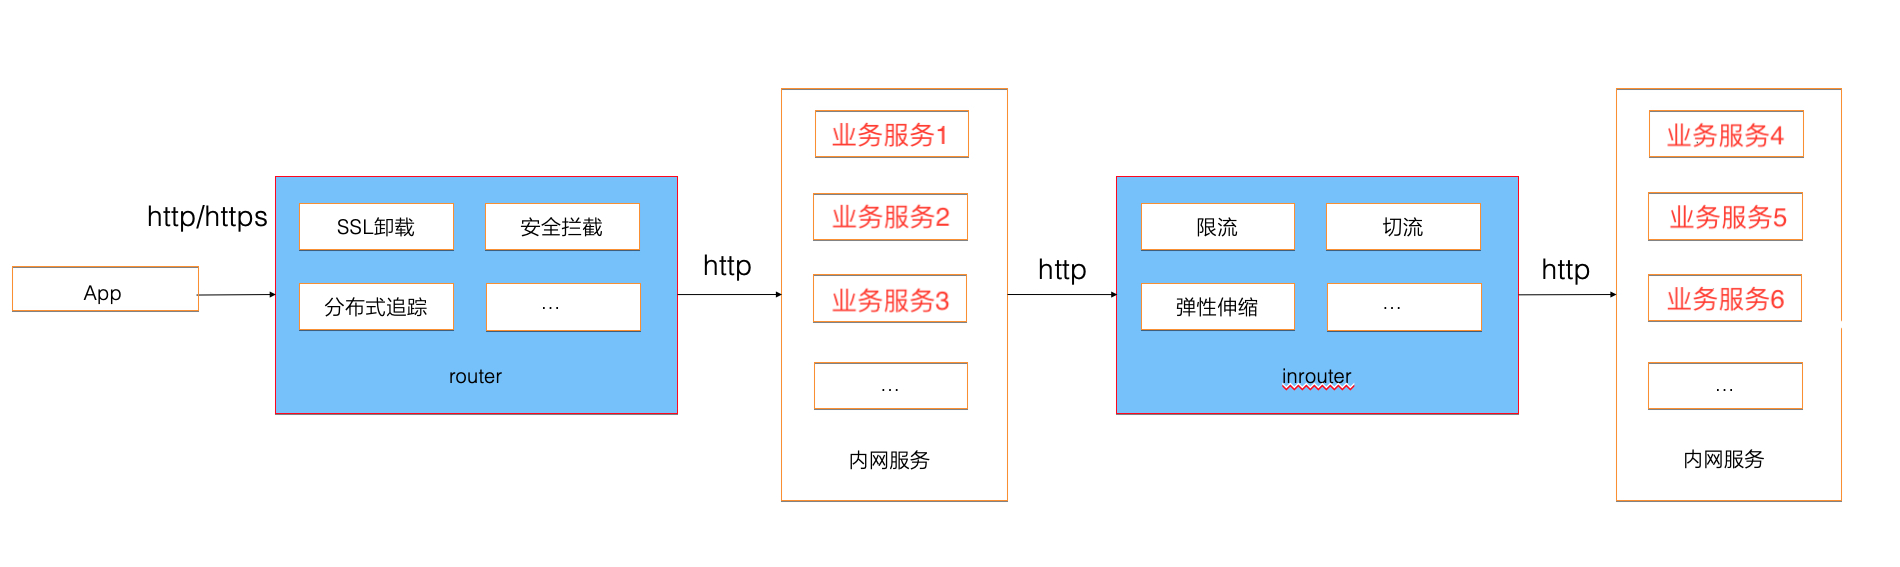 http/https
App
SSL卸载
安全拦截
分布式追踪
...
router
http
业务服务1
业务服务2
业务服务3
...
内网服务
http
限流
切流
弹性伸缩
...
inrouter
http
业务服务4
业务服务5
业务服务6
...
内网服务